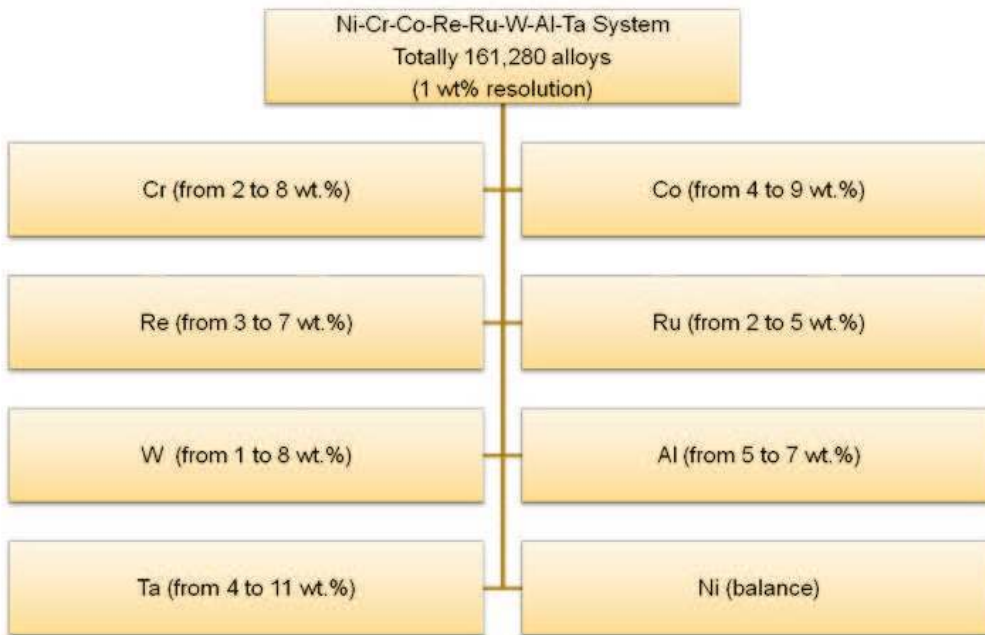 Ni-Cr-Co-Re-Ru-W-Al-Ta System
Totally 161,280 alloys
(1 wt% resolution)
Cr (from 2 to 8 wt.%)
Co (from 4 to 9 wt.%)
Re (from 3 to 7 wt.%)
Ru (from 2 to 5 wt.%)
W (from 1 to 8 wt.%)
Al (from 5 to 7 wt.%)
Ta (from 4 to 11 wt.%)
Ni (balance)